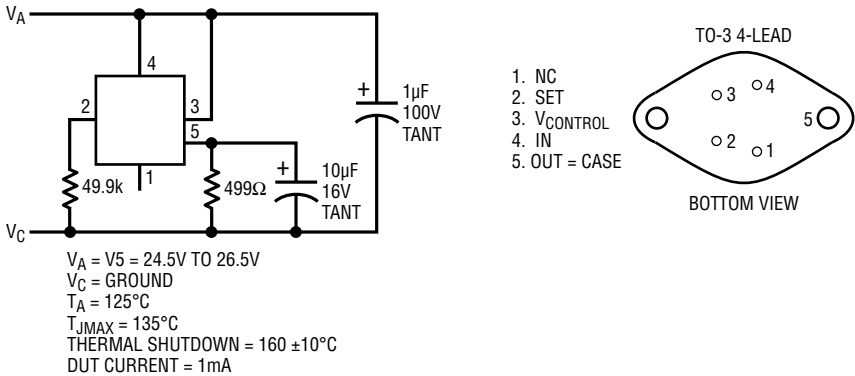 VA
4
2
3
5
1
49.9k
499Ω
+
10µF
16V
TANT
+
1µF
100V
TANT
VC
VA = V5 = 24.5V TO 26.5V
VC = GROUND
TA = 125°C
TJMAX = 135°C
THERMAL SHUTDOWN = 160 ±10°C
DUT CURRENT = 1mA
1. NC
2. SET
3. VCONTROL
4. IN
5. OUT = CASE
TO-3 4-LEAD
3
4
5
2
1
BOTTOM VIEW